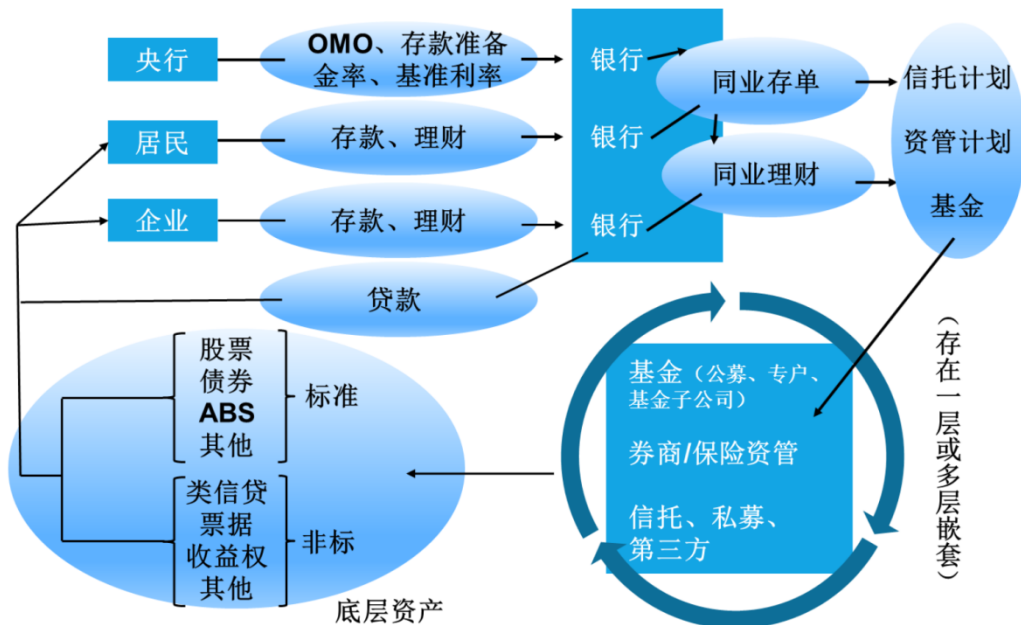 央行
OMO、存款准备
金率、基准利率
银行
同业存单
信托计划
居民
存款、理财
银行
资管计划
同业理财
企业
存款、理财
银行
基金
贷款
股票
债券
ABS
其他
标准
类信贷
票据
收益权
其他
非标
底层资产
基金（公募、专户、
基金子公司）
券商/保险资管
信托、私募、
第三方
（存在一层或多层嵌套）